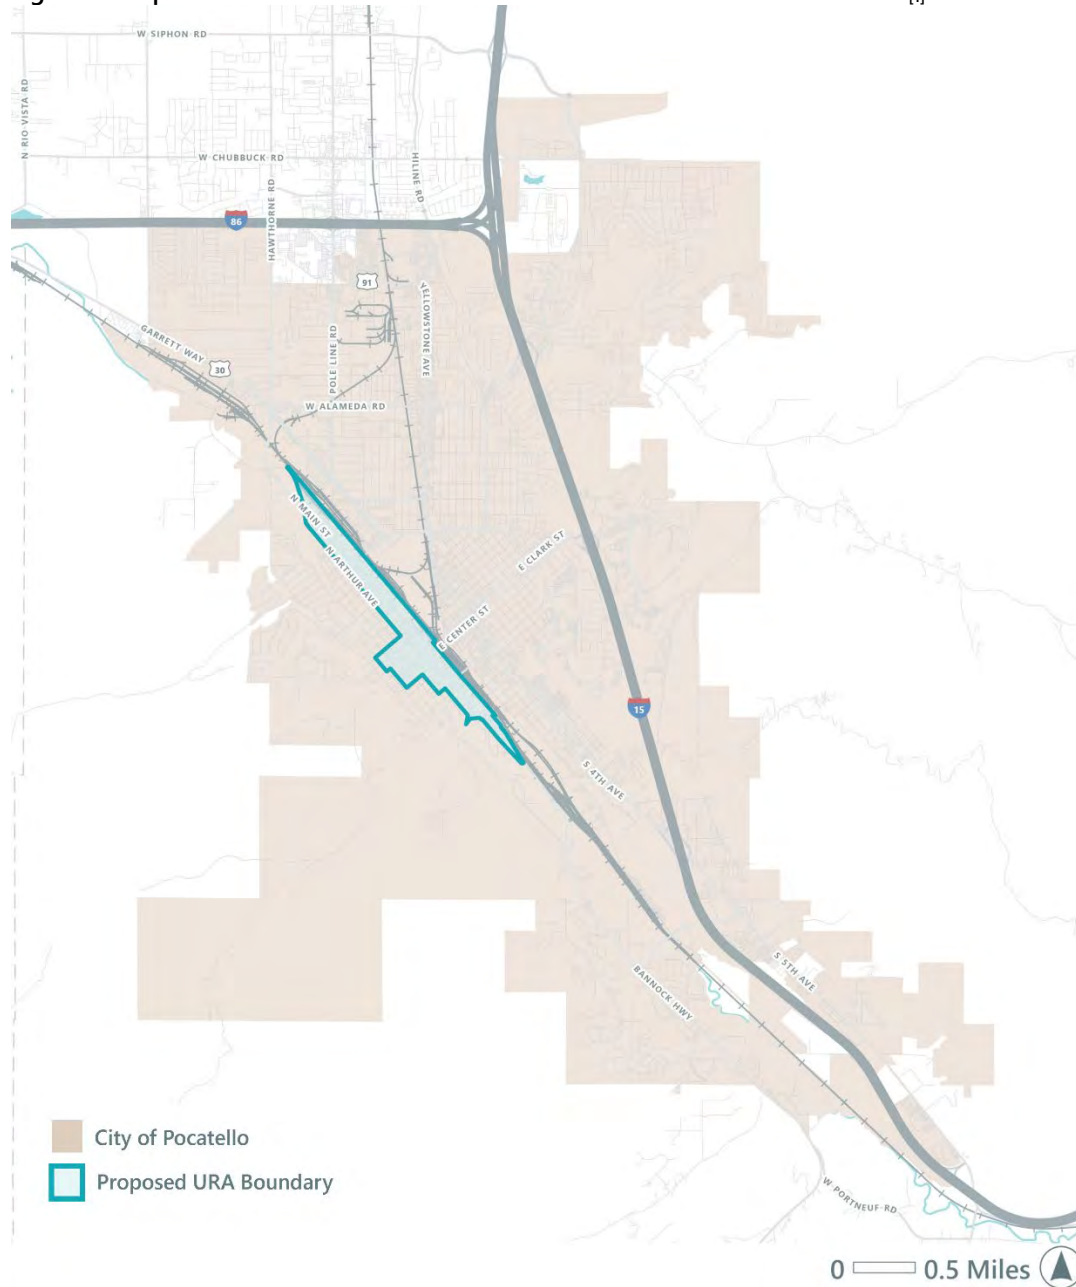 W SIPHON RD
N RIO VISTA RD
W CHUBBUCK RD
HILINE RD
HAWTHORNE RD
86
91
YELLOWSTONE AVE
GARRETT WAY
30
POLE LINE RD
W ALAMEDA RD
N MAIN ST
N ARTHUR AVE
E CLARK ST
E CENTER ST
15
S 4TH AVE
S 5TH AVE
BANNOCK HWY
City of Pocatello
Proposed URA Boundary
W PORTNEUF RD
0 0.5 Miles